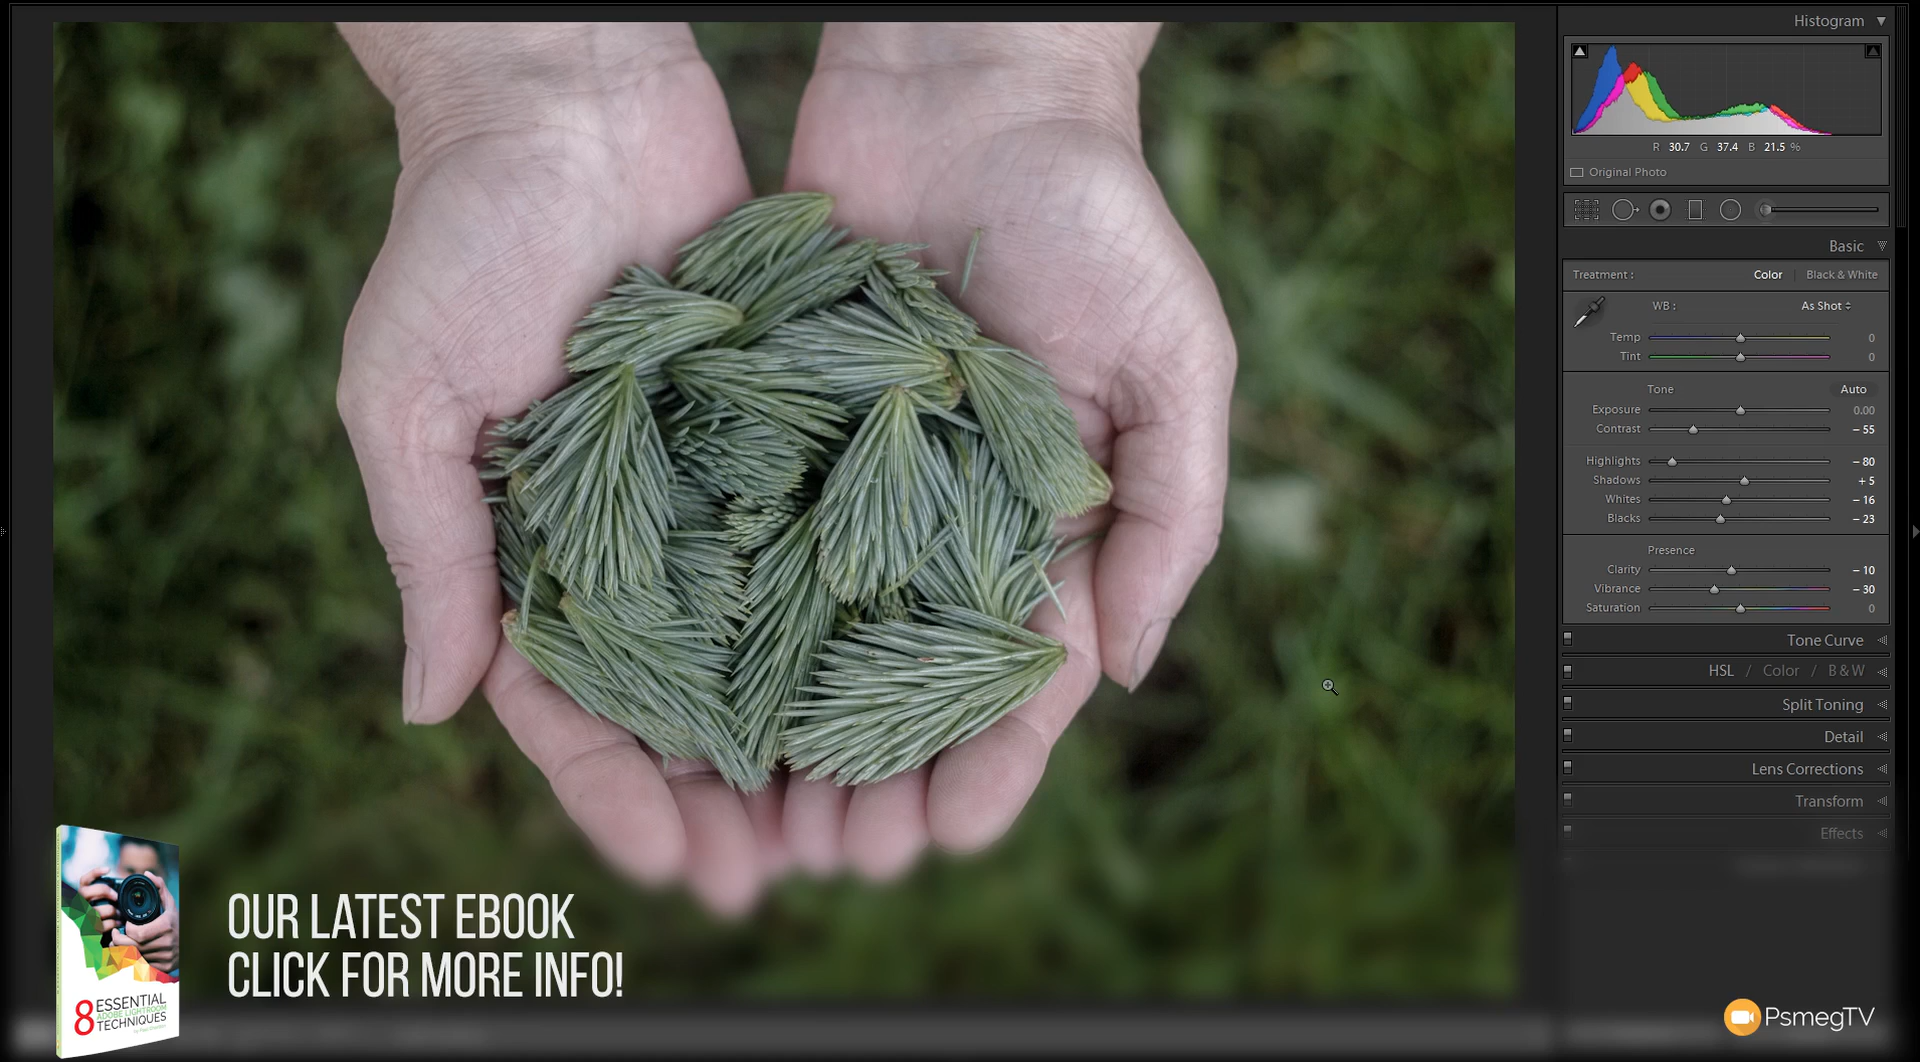 Histogram
R 30.7 G 37.4 B 21.5 %
Original Photo
Basic
Treatment : Color Black & White
WB : As Shot
Temp 0
Tint 0
Tone Auto
Exposure 0.00
Contrast – 55
Highlights – 80
Shadows + 5
Whites – 16
Blacks – 23
Presence
Clarity – 10
Vibrance – 30
Saturation 0
Tone Curve
HSL / Color / B & W
Split Toning
Detail
Lens Corrections
Transform
Effects
8 ESSENTIAL
ADOBE LIGHTROOM
TECHNIQUES
OUR LATEST EBOOK
CLICK FOR MORE INFO!
PsmegTV